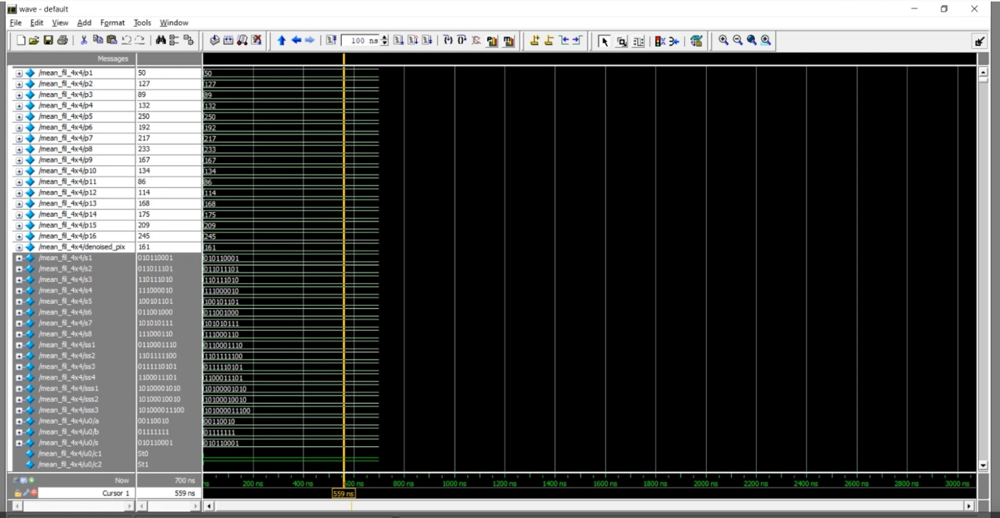 wave - default
File Edit View Add Format Tools Window
100 ns
Messages
/mean_fil_4x4/p1 50 50
/mean_fil_4x4/p2 127 127
/mean_fil_4x4/p3 89 89
/mean_fil_4x4/p4 132 132
/mean_fil_4x4/p5 250 250
/mean_fil_4x4/p6 192 192
/mean_fil_4x4/p7 217 217
/mean_fil_4x4/p8 233 233
/mean_fil_4x4/p9 167 167
/mean_fil_4x4/p10 134 134
/mean_fil_4x4/p11 86 86
/mean_fil_4x4/p12 114 114
/mean_fil_4x4/p13 168 168
/mean_fil_4x4/p14 175 175
/mean_fil_4x4/p15 209 209
/mean_fil_4x4/p16 245 245
/mean_fil_4x4/denoised_pix 161 161
/mean_fil_4x4/s1 010110001 010110001
/mean_fil_4x4/s2 011011101 011011101
/mean_fil_4x4/s3 110111010 110111010
/mean_fil_4x4/s4 111000010 111000010
/mean_fil_4x4/s5 100101101 100101101
/mean_fil_4x4/s6 011001000 011001000
/mean_fil_4x4/s7 101010111 101010111
/mean_fil_4x4/s8 111000110 111000110
/mean_fil_4x4/ss1 0110001110 0110001110
/mean_fil_4x4/ss2 1101111100 1101111100
/mean_fil_4x4/ss3 0111110101 0111110101
/mean_fil_4x4/ss4 1100011101 1100011101
/mean_fil_4x4/sss1 10100001010 10100001010
/mean_fil_4x4/sss2 10100010010 10100010010
/mean_fil_4x4/sss3 101000011100 101000011100
/mean_fil_4x4/u0/a 00110010 00110010
/mean_fil_4x4/u0/b 01111111 01111111
/mean_fil_4x4/u0/s 010110001 010110001
/mean_fil_4x4/u0/c1 St0
/mean_fil_4x4/u0/c2 St1
Now 700 ns ns 200 ns 400 ns 600 ns 800 ns 1000 ns 1200 ns 1400 ns 1600 ns 1800 ns 2000 ns 2200 ns 2400 ns 2600 ns 2800 ns 3000 ns
Cursor 1 559 ns 559 ns